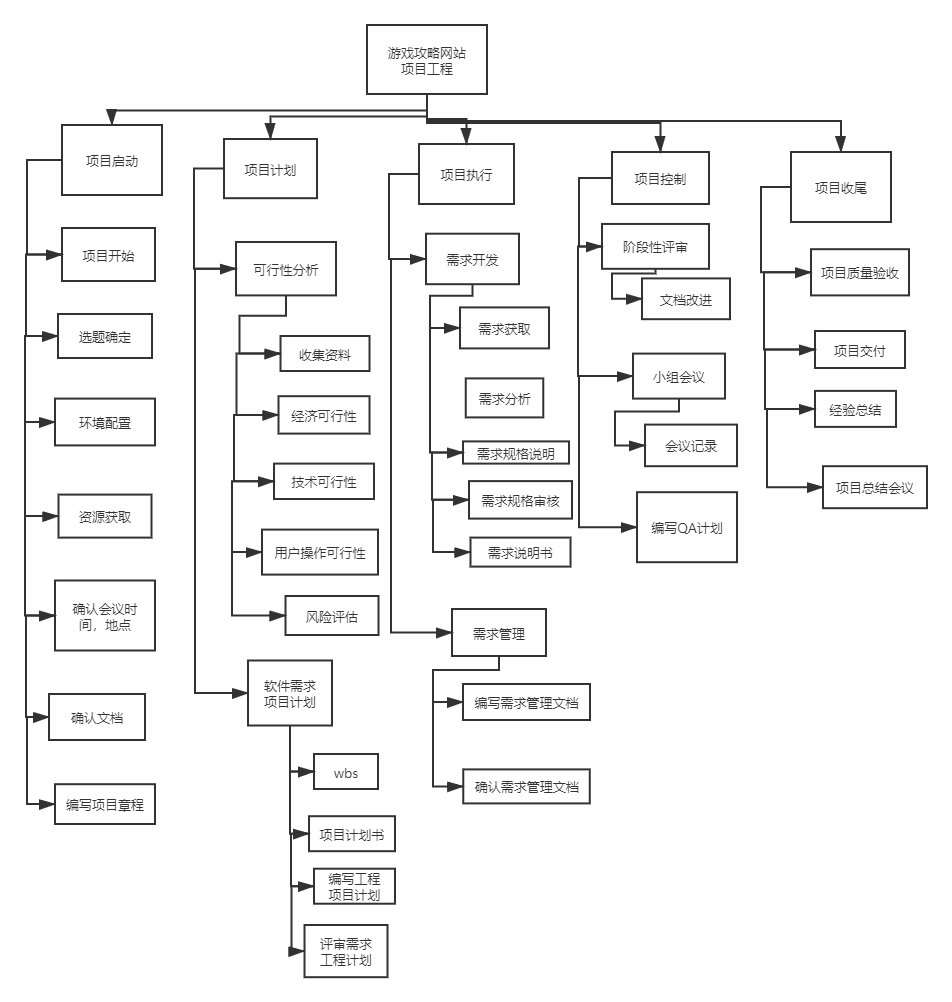 游戏攻略网站
项目工程
项目启动
项目开始
选题确定
环境配置
资源获取
确认会议时
间，地点
确认文档
编写项目章程
项目计划
可行性分析
收集资料
经济可行性
技术可行性
用户操作可行性
风险评估
软件需求
项目计划
wbs
项目计划书
编写工程
项目计划
评审需求
工程计划
项目执行
需求开发
需求获取
需求分析
需求规格说明
需求规格审核
需求说明书
需求管理
编写需求管理文档
确认需求管理文档
项目控制
阶段性评审
文档改进
小组会议
会议记录
编写QA计划
项目收尾
项目质量验收
项目交付
经验总结
项目总结会议